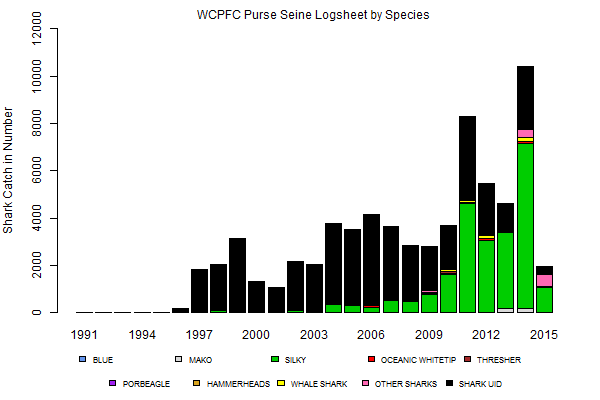 WCPFC Purse Seine Logsheet by Species
Shark Catch in Number
12000
10000
8000
6000
4000
2000
0
1991 1994 1997 2000 2003 2006 2009 2012 2015
BLUE MAKO SILKY OCEANIC WHITETIP THRESHER
PORBEAGLE HAMMERHEADS WHALE SHARK OTHER SHARKS SHARK UID